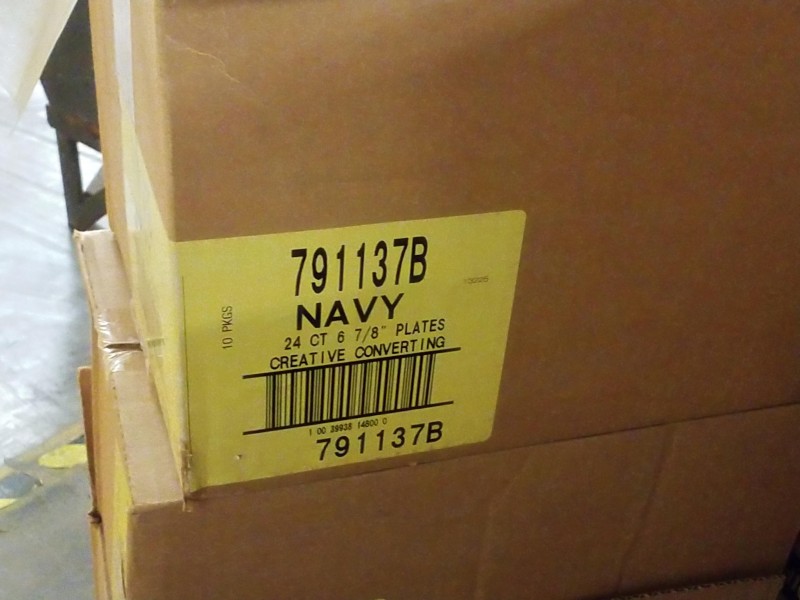 791137B
NAVY
10 PKGS
24 CT 6 7/8" PLATES
CREATIVE CONVERTING
1 00 39938 14800 0
791137B